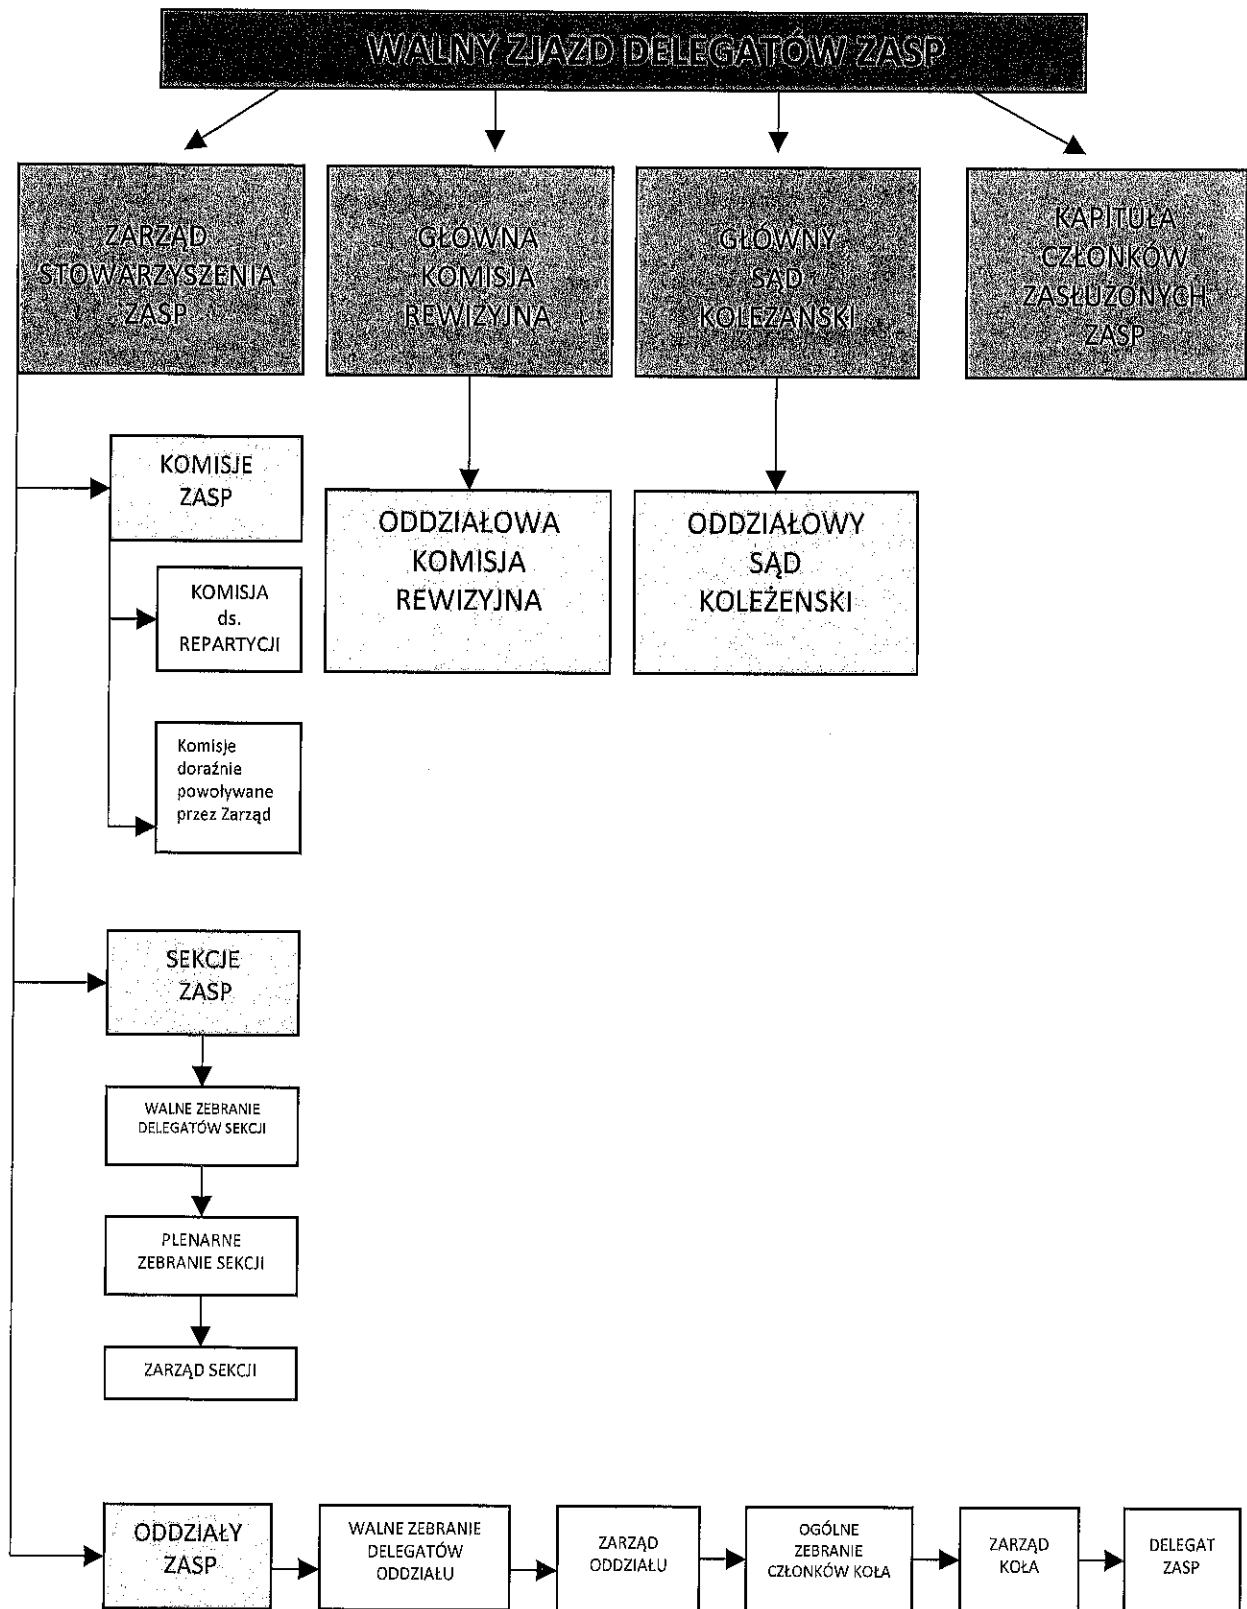 WALNY ZJAZD DELEGATÓW ZASP
ZARZĄD
STOWARZYSZENIA
ZASP
GŁÓWNA
KOMISJA
REWIZYJNA
GŁÓWNY
SĄD
KOLEŻAŃSKI
KAPITUŁA
CZŁONKÓW
ZASŁUŻONYCH
ZASP
KOMISJE
ZASP
ODDZIAŁOWA
KOMISJA
REWIZYJNA
ODDZIAŁOWY
SĄD
KOLEŻENSKI
KOMISJA
ds.
REPARTYCJI
Komisje
doraźnie
powoływane
przez Zarząd
SEKCJE
ZASP
WALNE ZEBRANIE
DELEGATÓW SEKCJI
PLENARNE
ZEBRANIE SEKCJI
ZARZĄD SEKCJI
ODDZIAŁY
ZASP
WALNE ZEBRANIE
DELEGATÓW
ODDZIAŁU
ZARZĄD
ODDZIAŁU
OGÓLNE
ZEBRANIE
CZŁONKÓW KOŁA
ZARZĄD
KOŁA
DELEGAT
ZASP